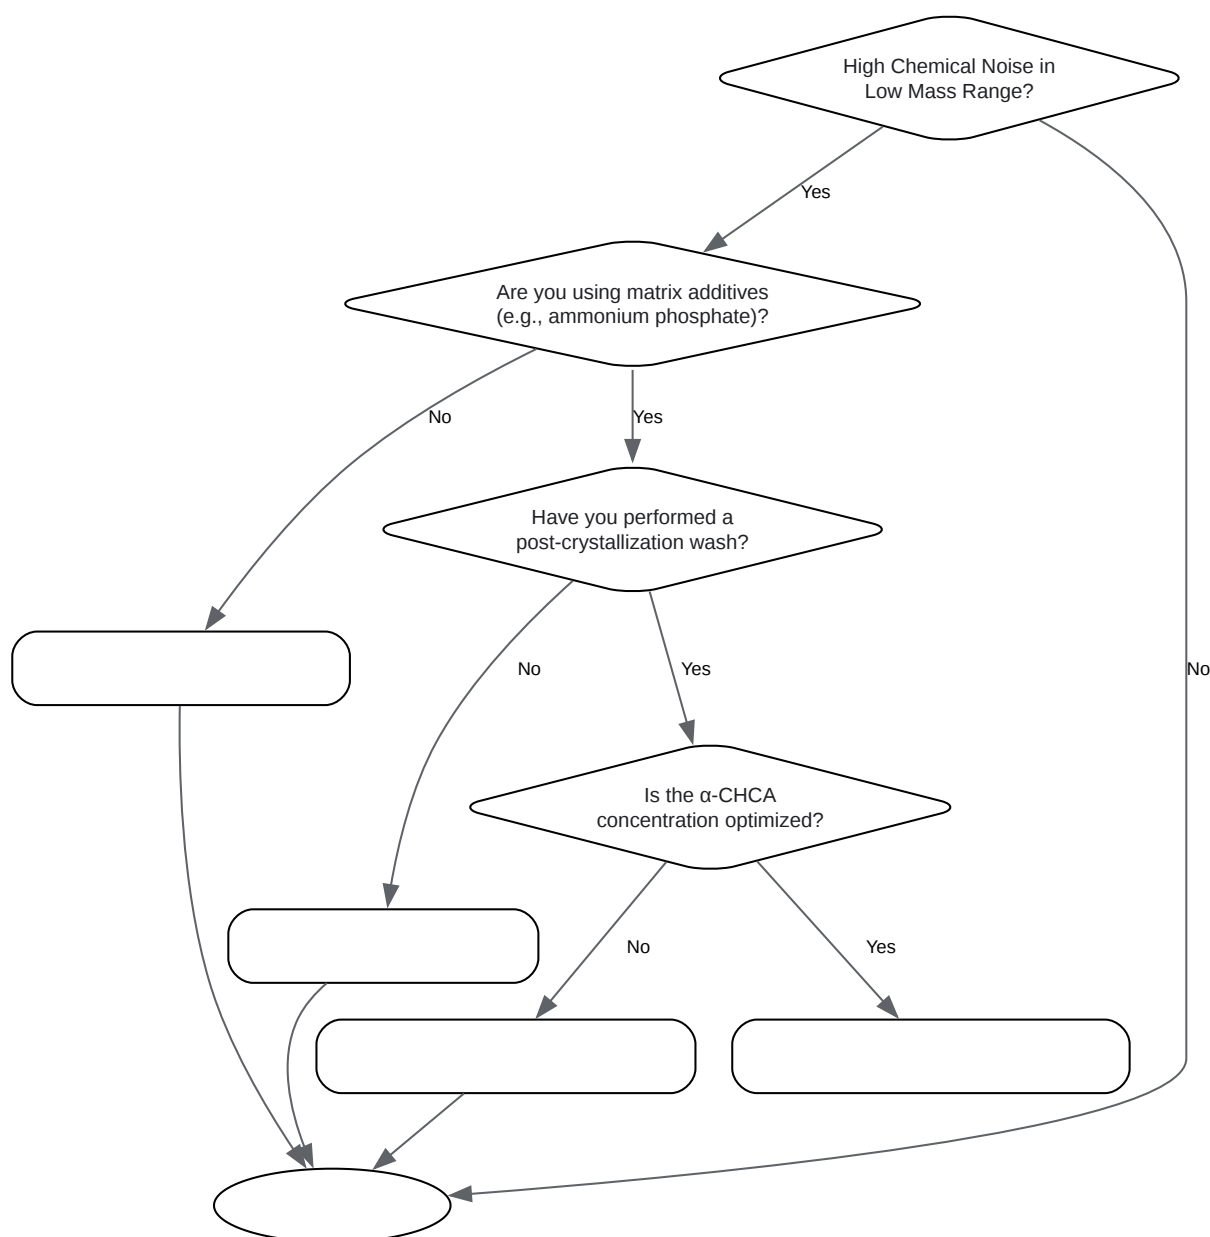 High Chemical Noise in
Low Mass Range?
Yes
Are you using matrix additives
(e.g., ammonium phosphate)?
No
Yes
Have you performed a
post-crystallization wash?
No
Yes
No
Is the α-CHCA
concentration optimized?
No
Yes